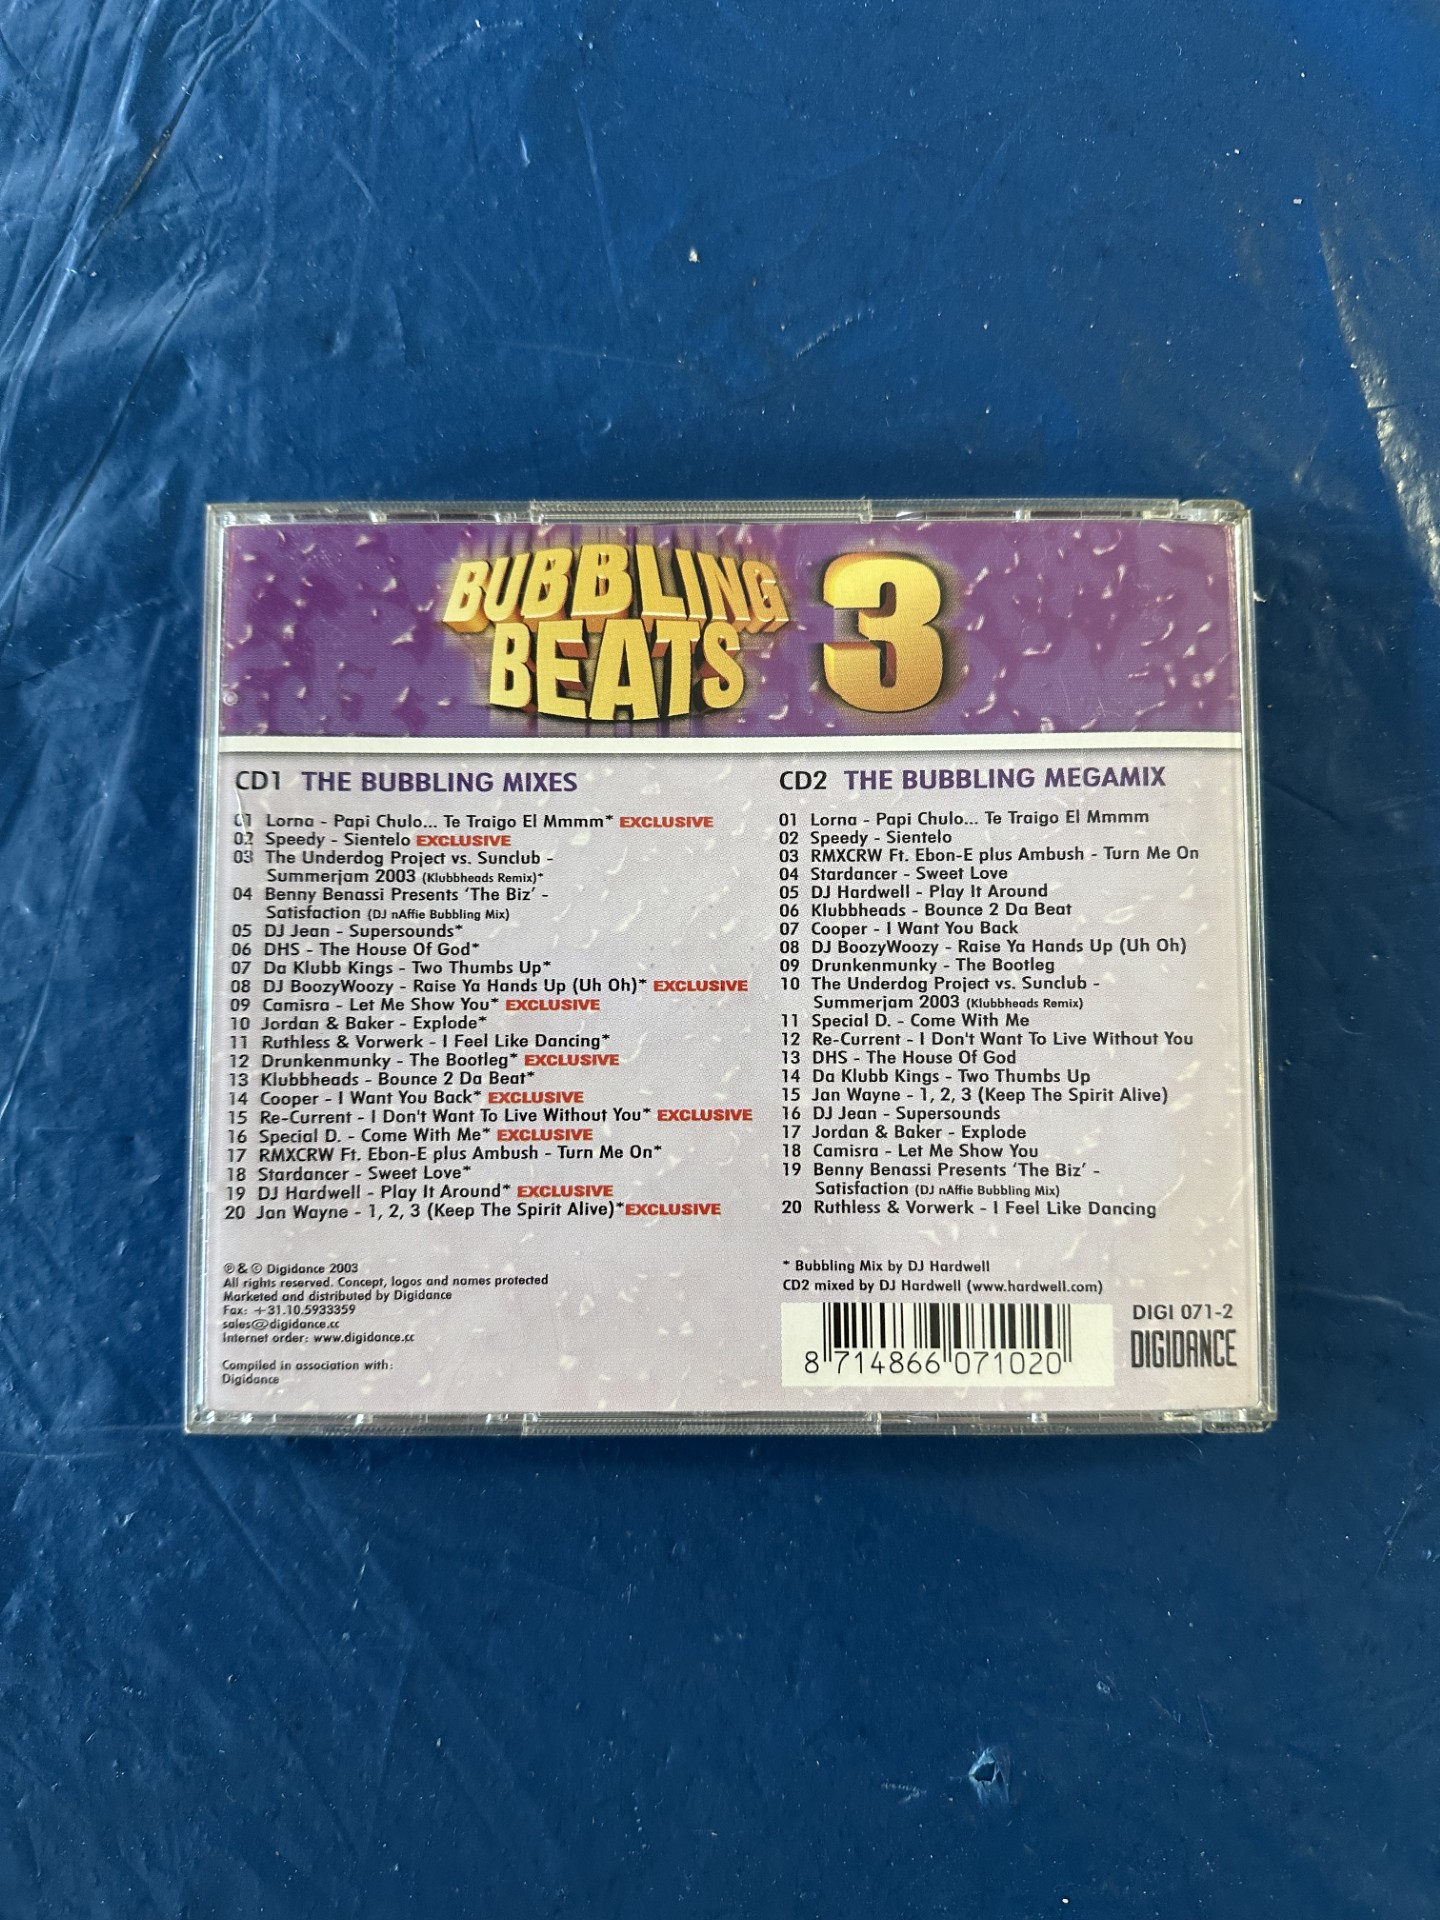 BUBBLING
BEATS 3
CD1 THE BUBBLING MIXES
01 Lorna - Papi Chulo... Te Traigo El Mmmm* EXCLUSIVE
02 Speedy - Sientelo EXCLUSIVE
03 The Underdog Project vs. Sunclub -
Summerjam 2003 (Klubbheads Remix)*
04 Benny Benassi Presents ‘The Biz’ -
Satisfaction (DJ nAffie Bubbling Mix)
05 DJ Jean - Supersounds*
06 DHS - The House Of God*
07 Da Klubb Kings - Two Thumbs Up*
08 DJ BoozyWoozy - Raise Ya Hands Up (Uh Oh)* EXCLUSIVE
09 Camisra - Let Me Show You* EXCLUSIVE
10 Jordan & Baker - Explode*
11 Ruthless & Vorwerk - I Feel Like Dancing*
12 Drunkenmunky - The Bootleg* EXCLUSIVE
13 Klubbheads - Bounce 2 Da Beat*
14 Cooper - I Want You Back* EXCLUSIVE
15 Re-Current - I Don't Want To Live Without You* EXCLUSIVE
16 Special D. - Come With Me* EXCLUSIVE
17 RMXCRW Ft. Ebon-E plus Ambush - Turn Me On*
18 Stardancer - Sweet Love*
19 DJ Hardwell - Play It Around* EXCLUSIVE
20 Jan Wayne - 1, 2, 3 (Keep The Spirit Alive)* EXCLUSIVE
℗ & © Digidance 2003
All rights reserved. Concept, logos and names protected
Marketed and distributed by Digidance
Fax: +31.10.5933359
sales@digidance.cc
Internet order: www.digidance.cc
Compiled in association with:
Digidance
CD2 THE BUBBLING MEGAMIX
01 Lorna - Papi Chulo... Te Traigo El Mmmm
02 Speedy - Sientelo
03 RMXCRW Ft. Ebon-E plus Ambush - Turn Me On
04 Stardancer - Sweet Love
05 DJ Hardwell - Play It Around
06 Klubbheads - Bounce 2 Da Beat
07 Cooper - I Want You Back
08 DJ BoozyWoozy - Raise Ya Hands Up (Uh Oh)
09 Drunkenmunky - The Bootleg
10 The Underdog Project vs. Sunclub -
Summerjam 2003 (Klubbheads Remix)
11 Special D. - Come With Me
12 Re-Current - I Don't Want To Live Without You
13 DHS - The House Of God
14 Da Klubb Kings - Two Thumbs Up
15 Jan Wayne - 1, 2, 3 (Keep The Spirit Alive)
16 DJ Jean - Supersounds
17 Jordan & Baker - Explode
18 Camisra - Let Me Show You
19 Benny Benassi Presents ‘The Biz’ -
Satisfaction (DJ nAffie Bubbling Mix)
20 Ruthless & Vorwerk - I Feel Like Dancing
* Bubbling Mix by DJ Hardwell
CD2 mixed by DJ Hardwell (www.hardwell.com)
8 714866 071020
DIGI 071-2
DIGIDANCE